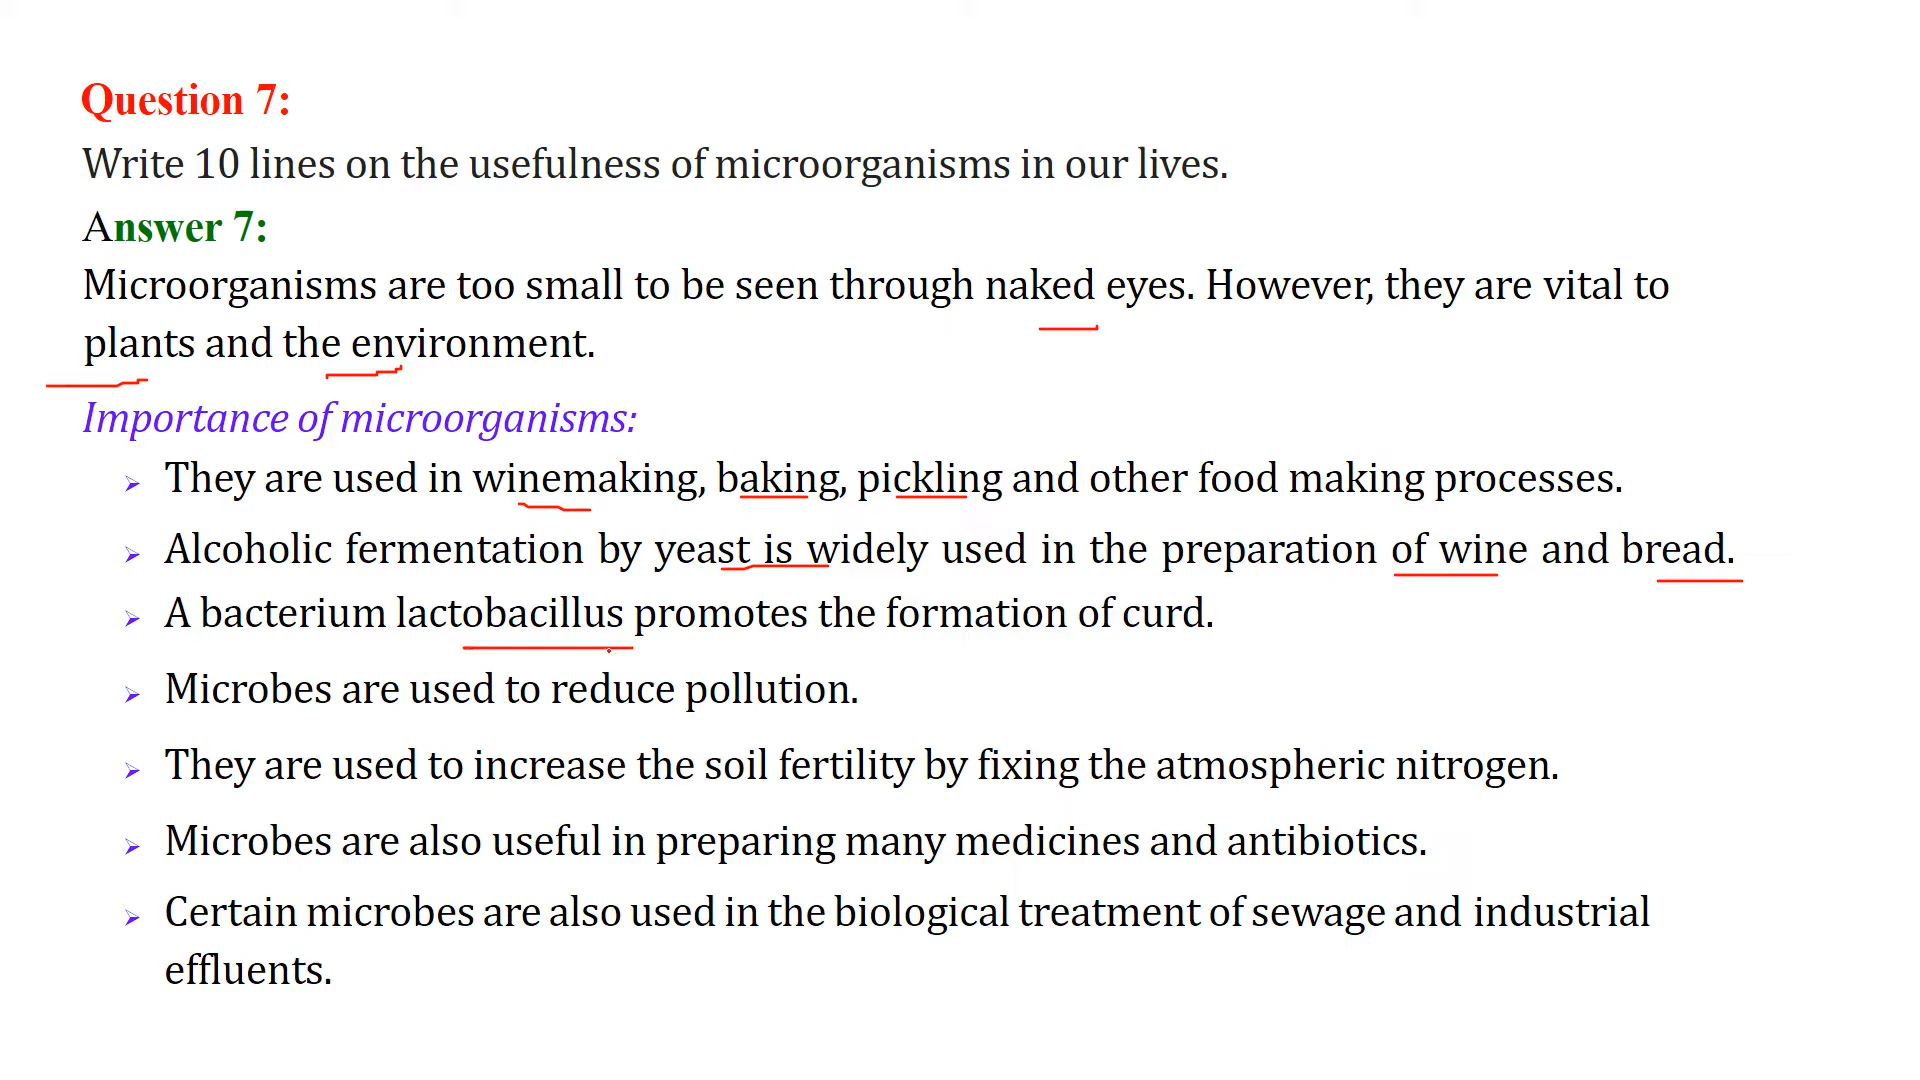 Question 7:
Write 10 lines on the usefulness of microorganisms in our lives.
Answer 7:
Microorganisms are too small to be seen through naked eyes. However, they are vital to
plants and the environment.
Importance of microorganisms:
They are used in winemaking, baking, pickling and other food making processes.
Alcoholic fermentation by yeast is widely used in the preparation of wine and bread.
A bacterium lactobacillus promotes the formation of curd.
Microbes are used to reduce pollution.
They are used to increase the soil fertility by fixing the atmospheric nitrogen.
Microbes are also useful in preparing many medicines and antibiotics.
Certain microbes are also used in the biological treatment of sewage and industrial
effluents.